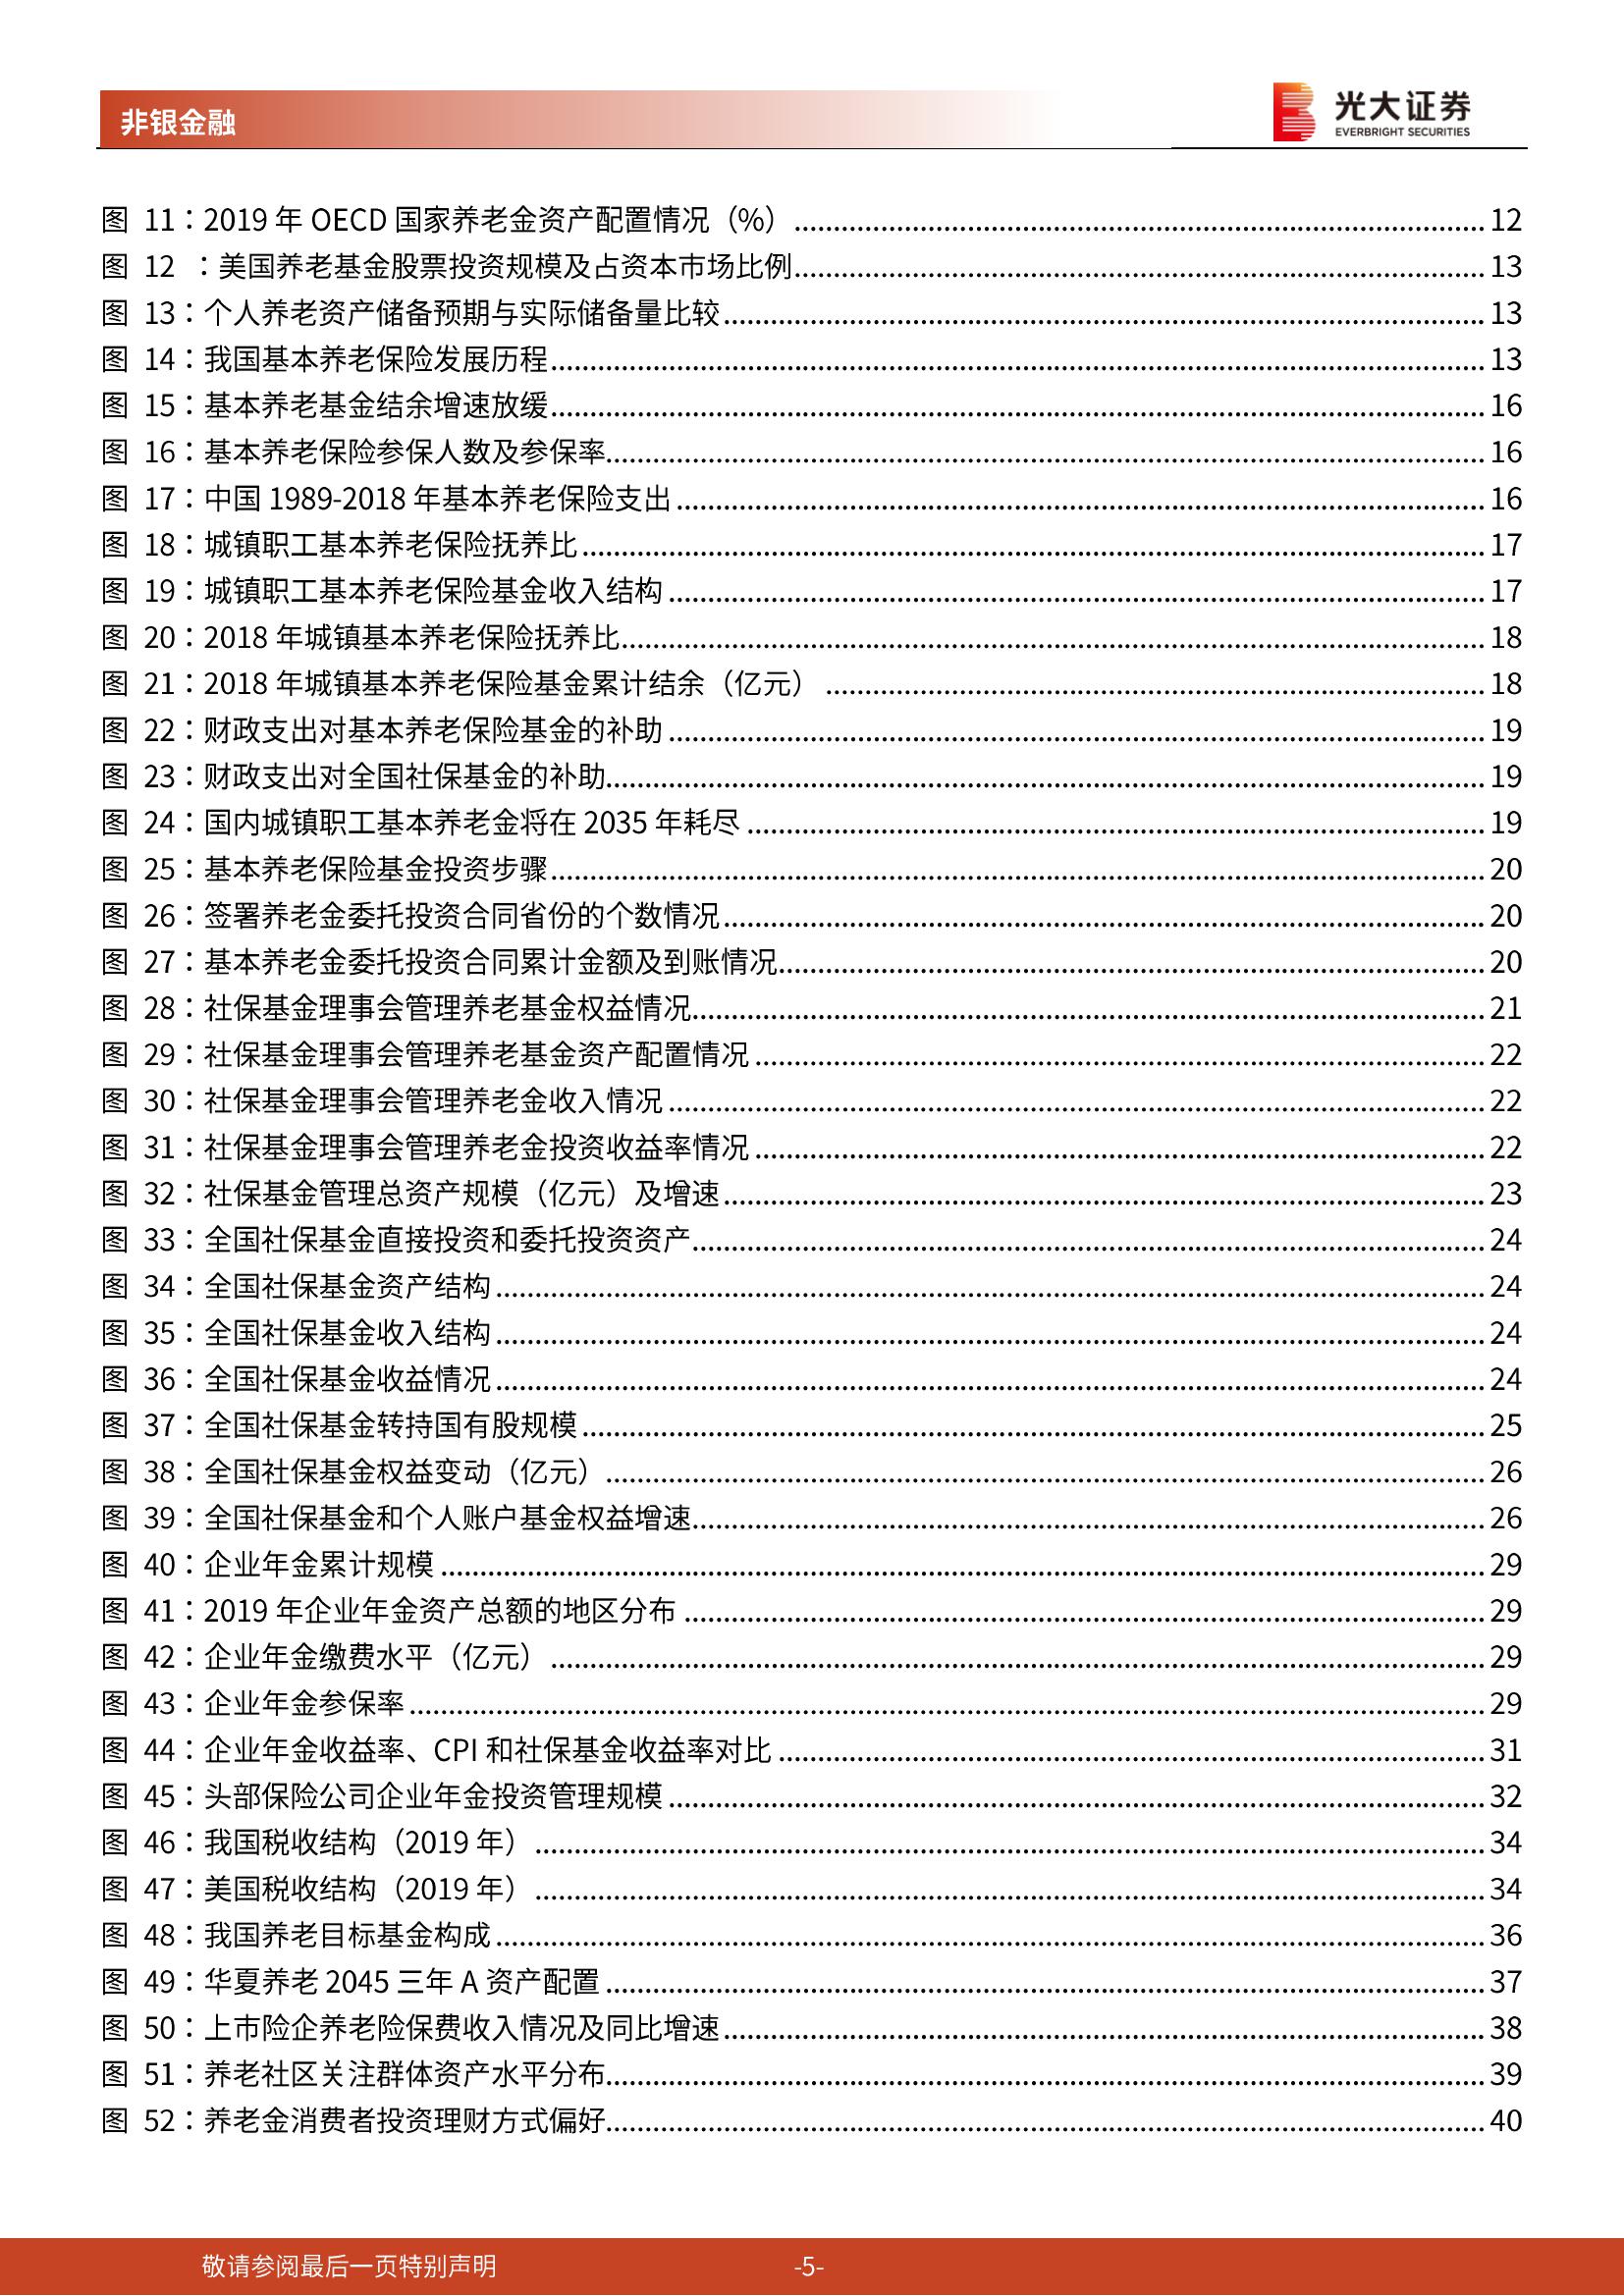 非银金融
光大证券
EVERBRIGHT SECURITIES
图 11：2019 年 OECD 国家养老金资产配置情况（%） 12
图 12 ：美国养老基金股票投资规模及占资本市场比例 13
图 13：个人养老资产储备预期与实际储备量比较 13
图 14：我国基本养老保险发展历程 13
图 15：基本养老基金结余增速放缓 16
图 16：基本养老保险参保人数及参保率 16
图 17：中国 1989-2018 年基本养老保险支出 16
图 18：城镇职工基本养老保险抚养比 17
图 19：城镇职工基本养老保险基金收入结构 17
图 20：2018 年城镇基本养老保险抚养比 18
图 21：2018 年城镇基本养老保险基金累计结余（亿元） 18
图 22：财政支出对基本养老保险基金的补助 19
图 23：财政支出对全国社保基金的补助 19
图 24：国内城镇职工基本养老金将在 2035 年耗尽 19
图 25：基本养老保险基金投资步骤 20
图 26：签署养老金委托投资合同省份的个数情况 20
图 27：基本养老金委托投资合同累计金额及到账情况 20
图 28：社保基金理事会管理养老基金权益情况 21
图 29：社保基金理事会管理养老基金资产配置情况 22
图 30：社保基金理事会管理养老金收入情况 22
图 31：社保基金理事会管理养老金投资收益率情况 22
图 32：社保基金管理总资产规模（亿元）及增速 23
图 33：全国社保基金直接投资和委托投资资产 24
图 34：全国社保基金资产结构 24
图 35：全国社保基金收入结构 24
图 36：全国社保基金收益情况 24
图 37：全国社保基金转持国有股规模 25
图 38：全国社保基金权益变动（亿元） 26
图 39：全国社保基金和个人账户基金权益增速 26
图 40：企业年金累计规模 29
图 41：2019 年企业年金资产总额的地区分布 29
图 42：企业年金缴费水平（亿元） 29
图 43：企业年金参保率 29
图 44：企业年金收益率、CPI 和社保基金收益率对比 31
图 45：头部保险公司企业年金投资管理规模 32
图 46：我国税收结构（2019 年） 34
图 47：美国税收结构（2019 年） 34
图 48：我国养老目标基金构成 36
图 49：华夏养老 2045 三年 A 资产配置 37
图 50：上市险企养老险保费收入情况及同比增速 38
图 51：养老社区关注群体资产水平分布 39
图 52：养老金消费者投资理财方式偏好 40
敬请参阅最后一页特别声明
-5-